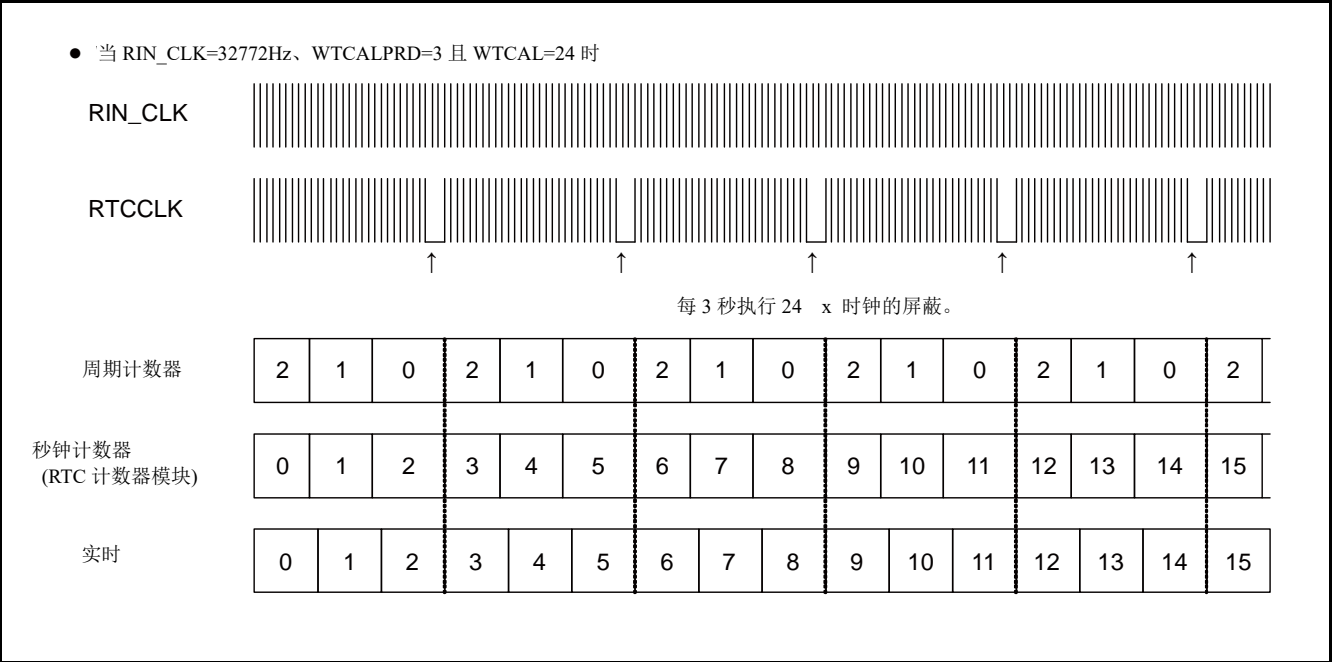 ● '当 RIN_CLK=32772Hz、WTCALPRD=3 且 WTCAL=24 时
RIN_CLK
RTCCLK
↑ ↑ ↑ ↑ ↑
每 3 秒执行 24 x 时钟的屏蔽。
周期计数器 2 1 0 2 1 0 2 1 0 2 1 0 2 1 0 2
秒钟计数器
(RTC 计数器模块) 0 1 2 3 4 5 6 7 8 9 10 11 12 13 14 15
实时 0 1 2 3 4 5 6 7 8 9 10 11 12 13 14 15